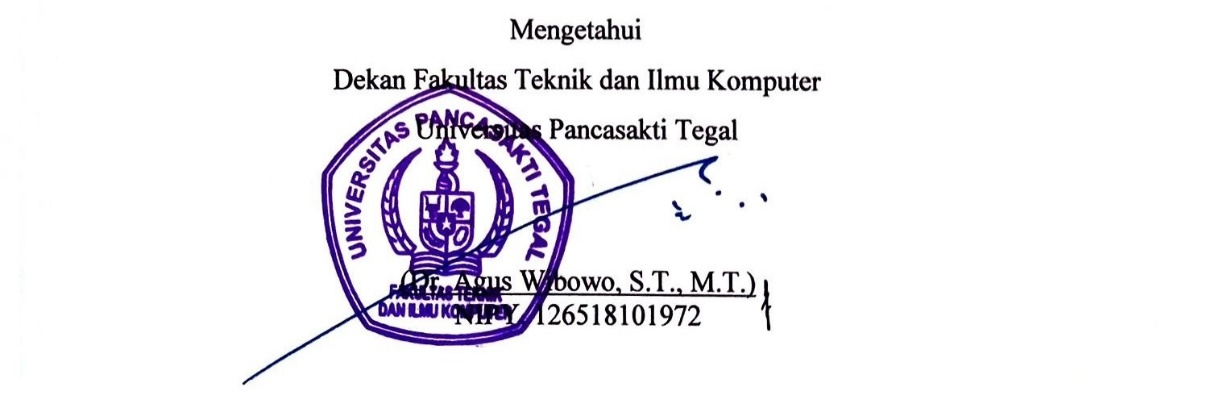 Mengetahui
Dekan Fakultas Teknik dan Ilmu Komputer
Universitas Pancasakti Tegal
UNIVERSITAS PANCASAKTI TEGAL
FAKULTAS TEKNIK
DAN ILMU KOMPUTER
(Dr. Agus Wibowo, S.T., M.T.)
NIPY. 126518101972